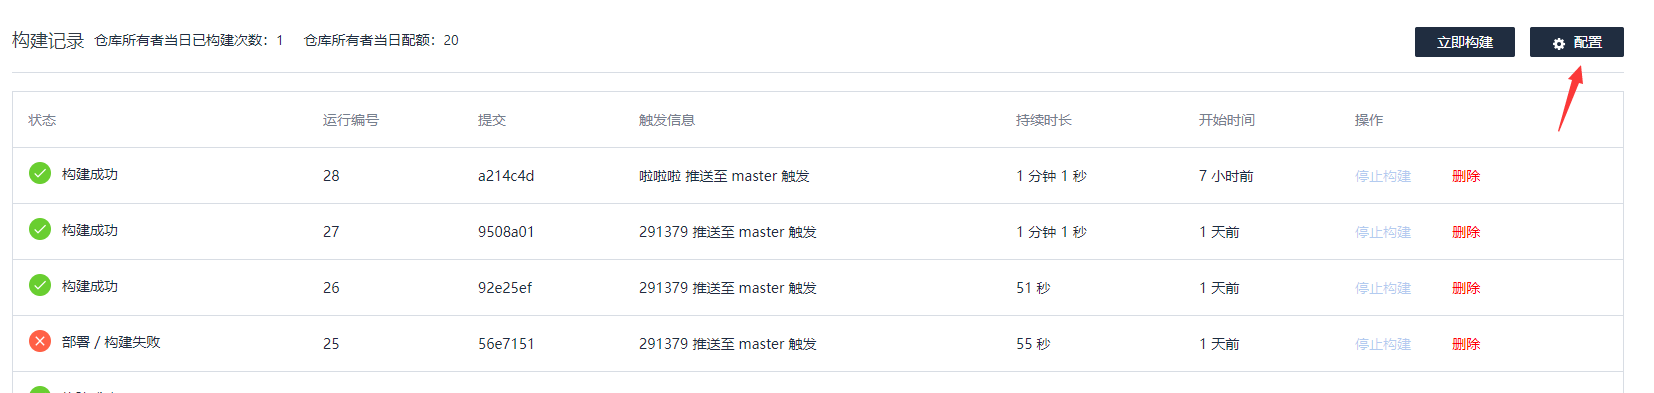 构建记录 仓库所有者当日已构建次数：1 仓库所有者当日配额：20 立即构建 配置
状态 运行编号 提交 触发信息 持续时长 开始时间 操作
构建成功 28 a214c4d 啦啦啦 推送至 master 触发 1 分钟 1 秒 7 小时前 停止构建 删除
构建成功 27 9508a01 291379 推送至 master 触发 1 分钟 1 秒 1 天前 停止构建 删除
构建成功 26 92e25ef 291379 推送至 master 触发 51 秒 1 天前 停止构建 删除
部署 / 构建失败 25 56e7151 291379 推送至 master 触发 55 秒 1 天前 停止构建 删除